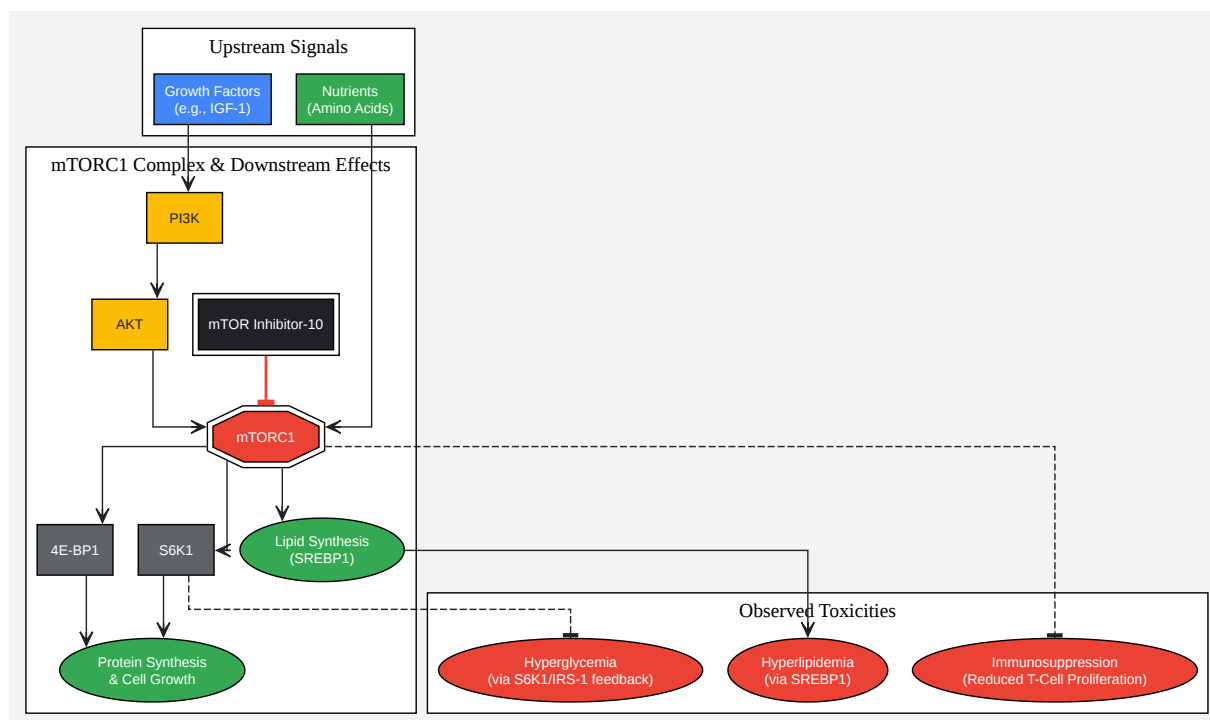 Upstream Signals
Growth Factors
(e.g., IGF-1)
Nutrients
(Amino Acids)
mTORC1 Complex & Downstream Effects
PI3K
AKT
mTOR Inhibitor-10
mTORC1
4E-BP1
S6K1
Lipid Synthesis
(SREBP1)
Protein Synthesis
& Cell Growth
Observed Toxicities
Hyperglycemia
(via S6K1/IRS-1 feedback)
Hyperlipidemia
(via SREBP1)
Immunosuppression
(Reduced T-Cell Proliferation)